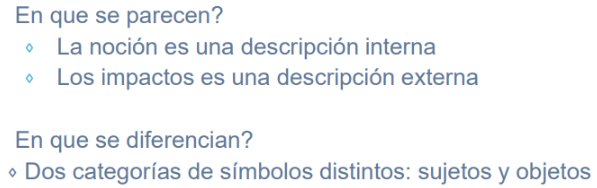 En que se parecen?
◊ La noción es una descripción interna
◊ Los impactos es una descripción externa
En que se diferencian?
◊ Dos categorías de símbolos distintos: sujetos y objetos